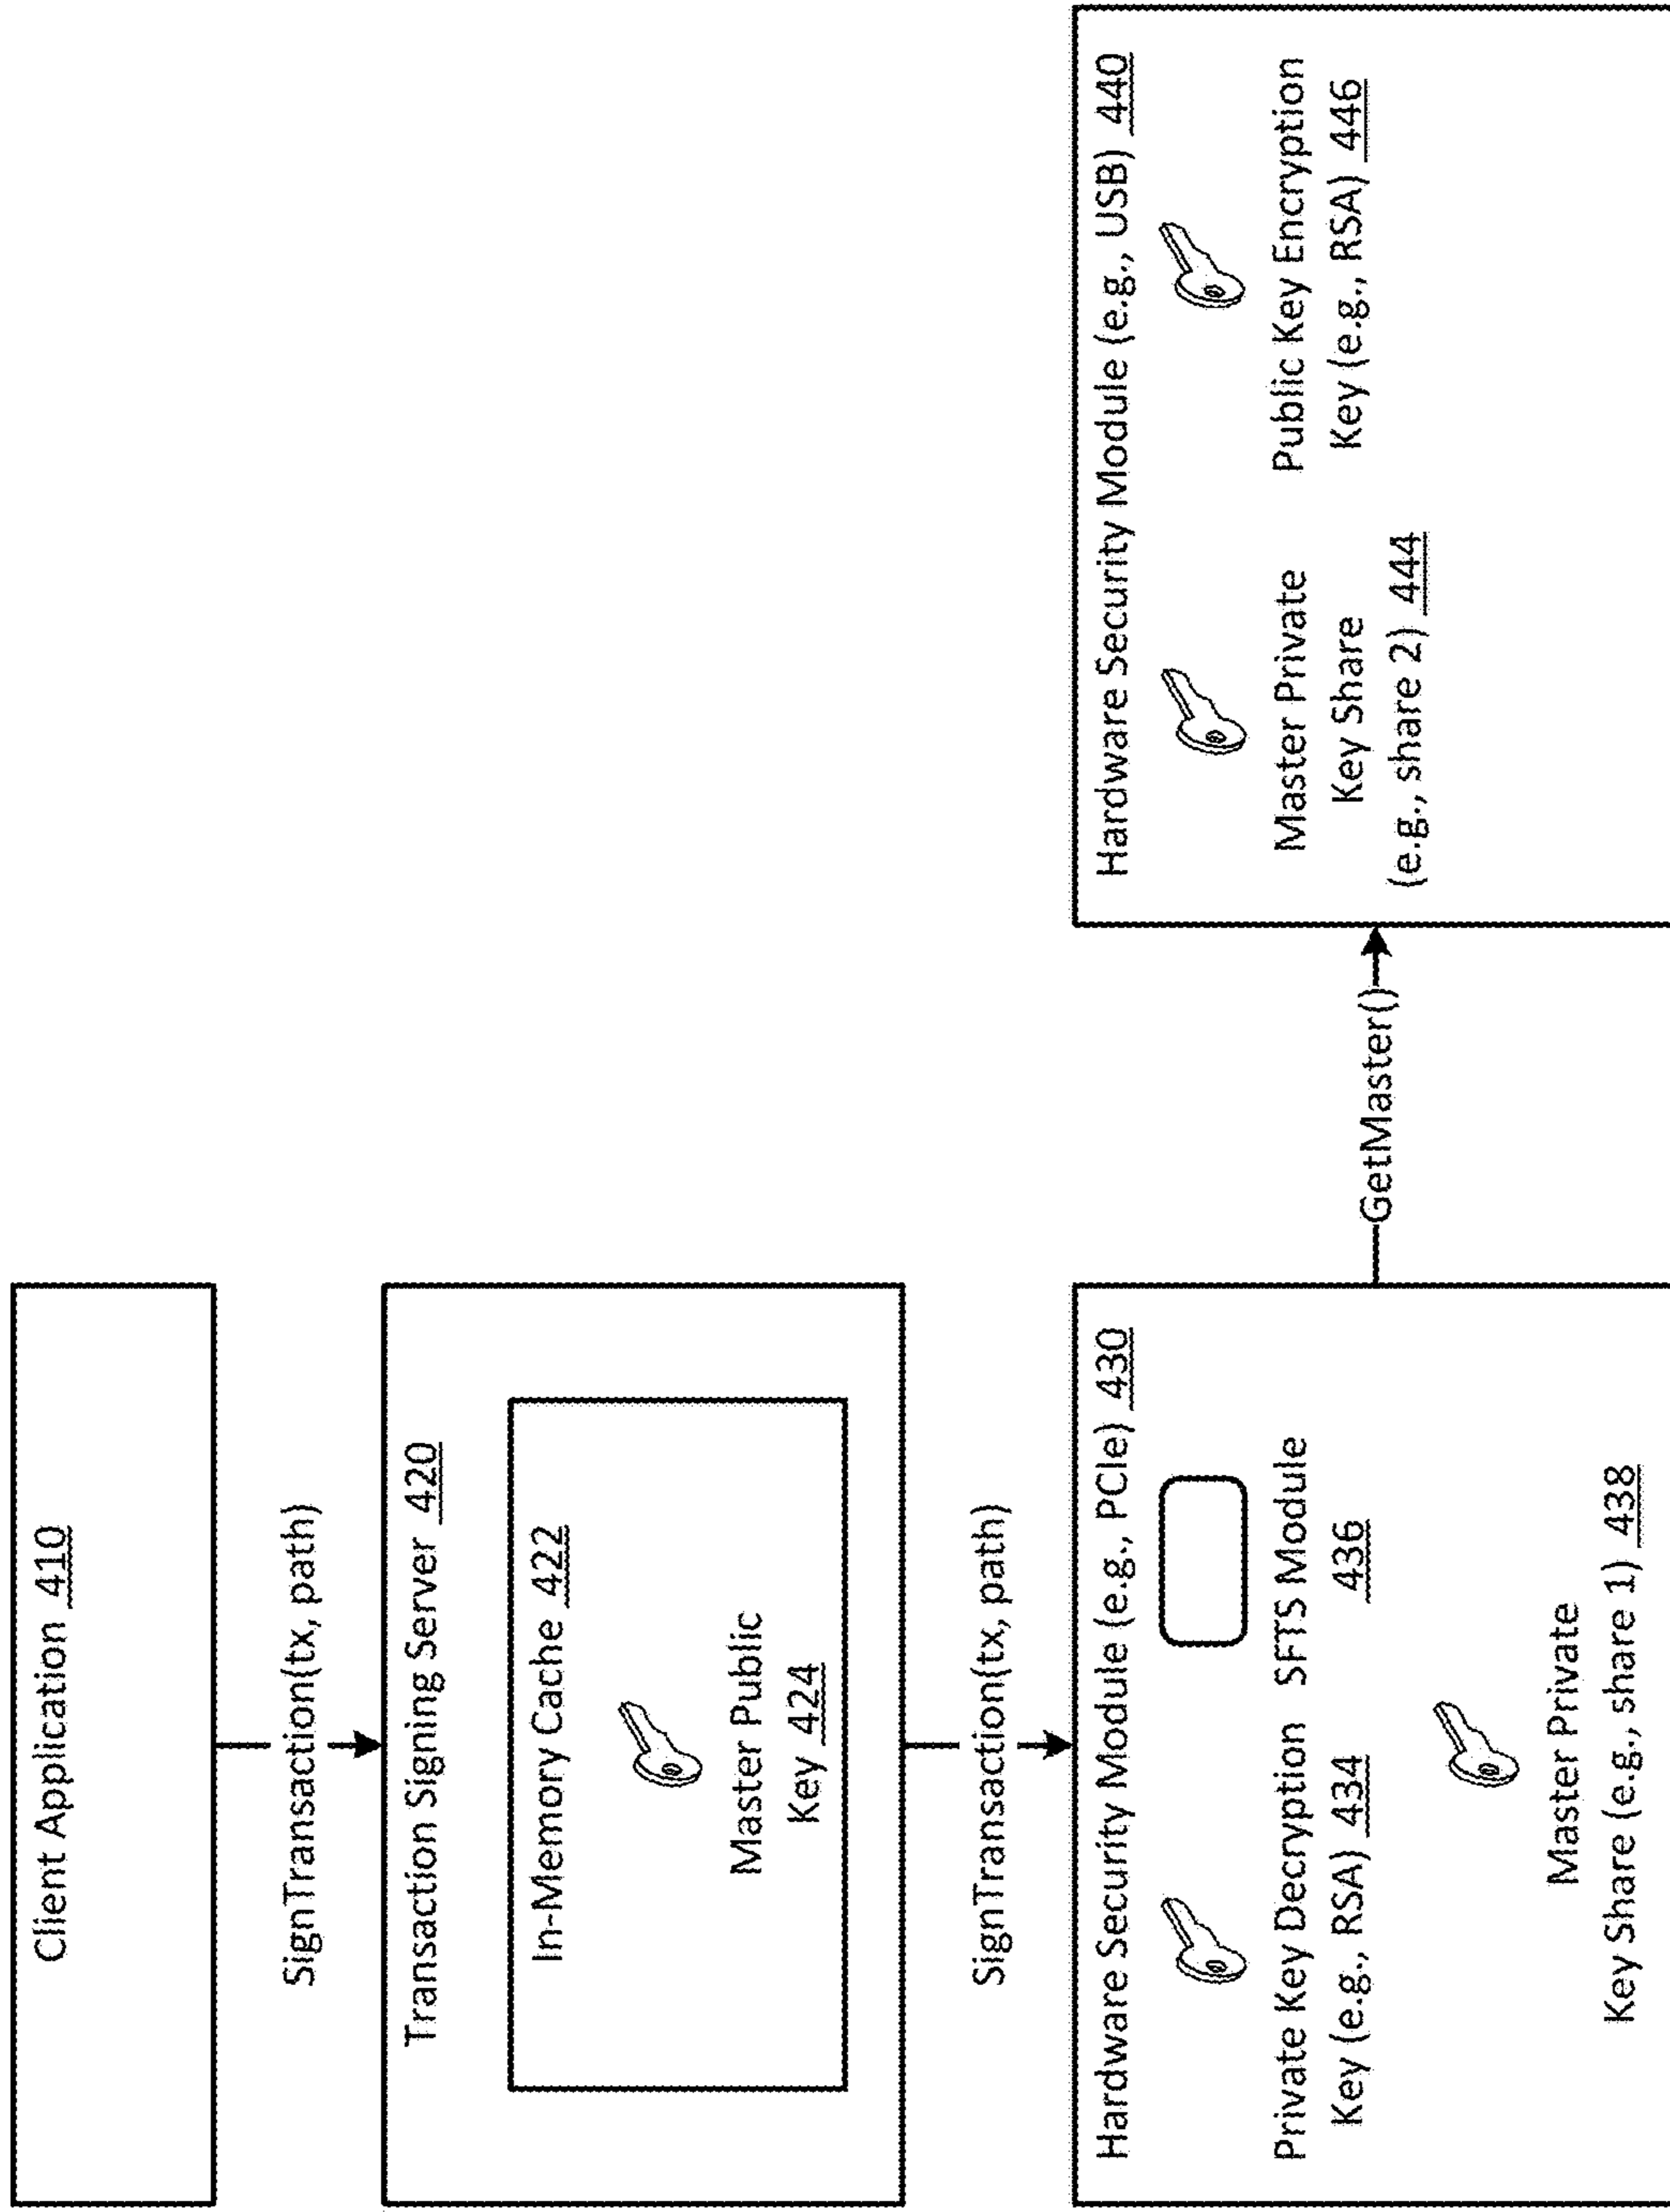 Client Application 410
SignTransaction(tx, path)
Transaction Signing Server 420
In-Memory Cache 422
Master Public
Key 424
SignTransaction(tx, path)
Hardware Security Module (e.g., PCIe) 430
Private Key Decryption
Key (e.g., RSA) 434
SFTS Module
436
Master Private
Key Share (e.g., share 1) 438
GetMaster()
Hardware Security Module (e.g., USB) 440
Master Private
Key Share
(e.g., share 2) 444
Public Key Encryption
Key (e.g., RSA) 446